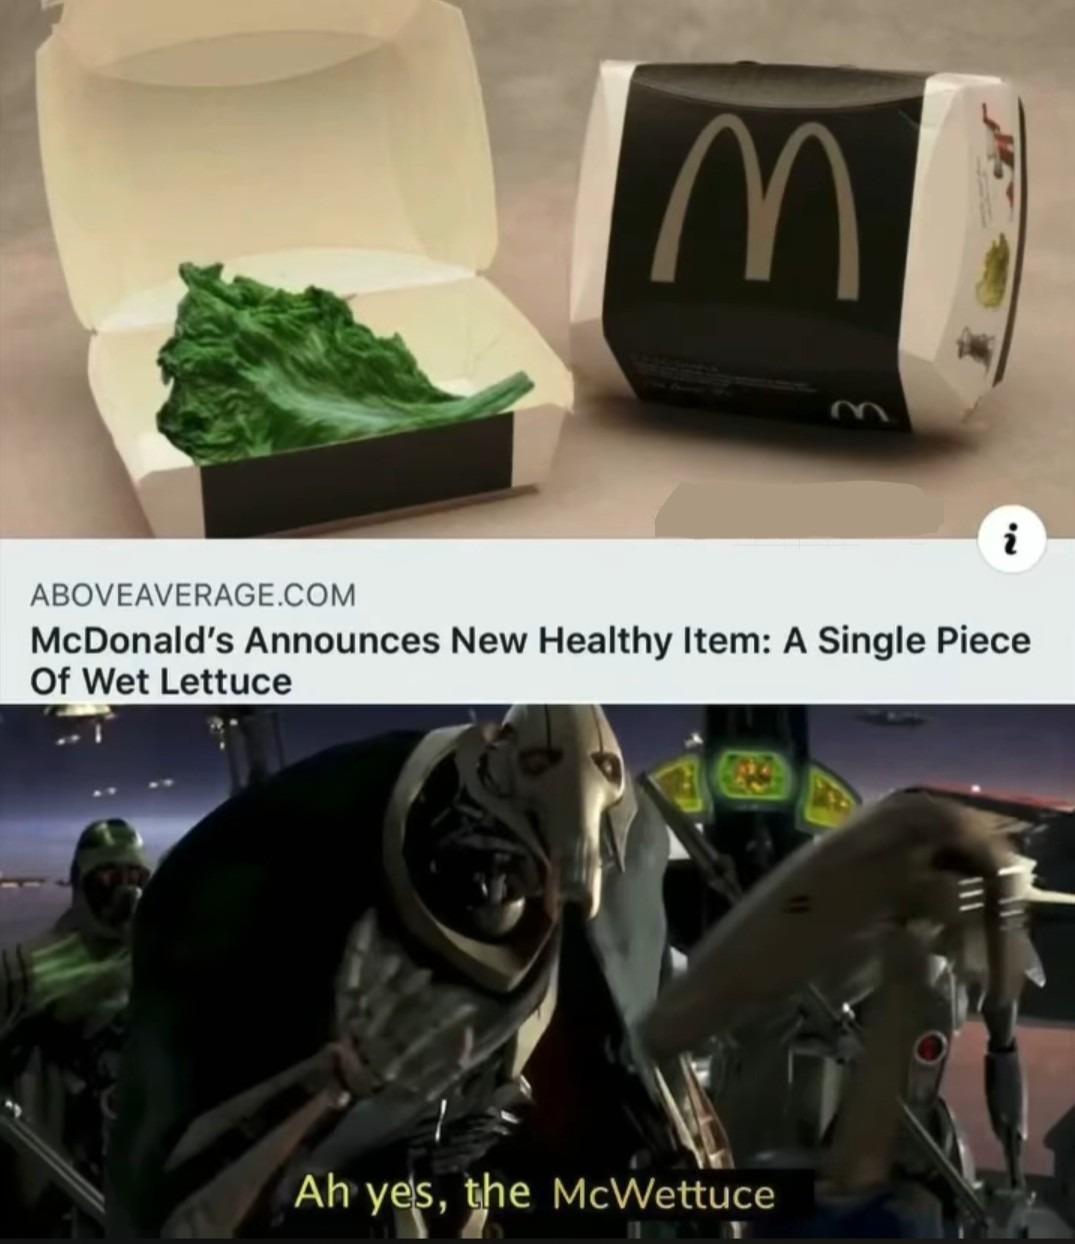 M
M
i
ABOVEAVERAGE.COM
McDonald's Announces New Healthy Item: A Single Piece
Of Wet Lettuce
Ah yes, the McWettuce